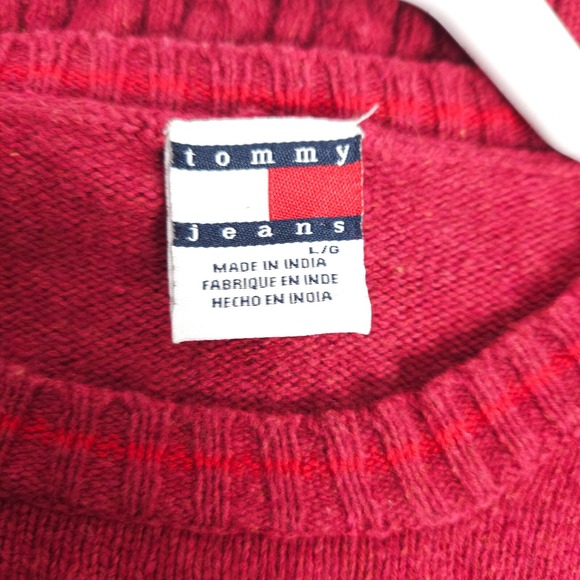 tommy
jeans
L/G
MADE IN INDIA
FABRIQUE EN INDE
HECHO EN INDIA